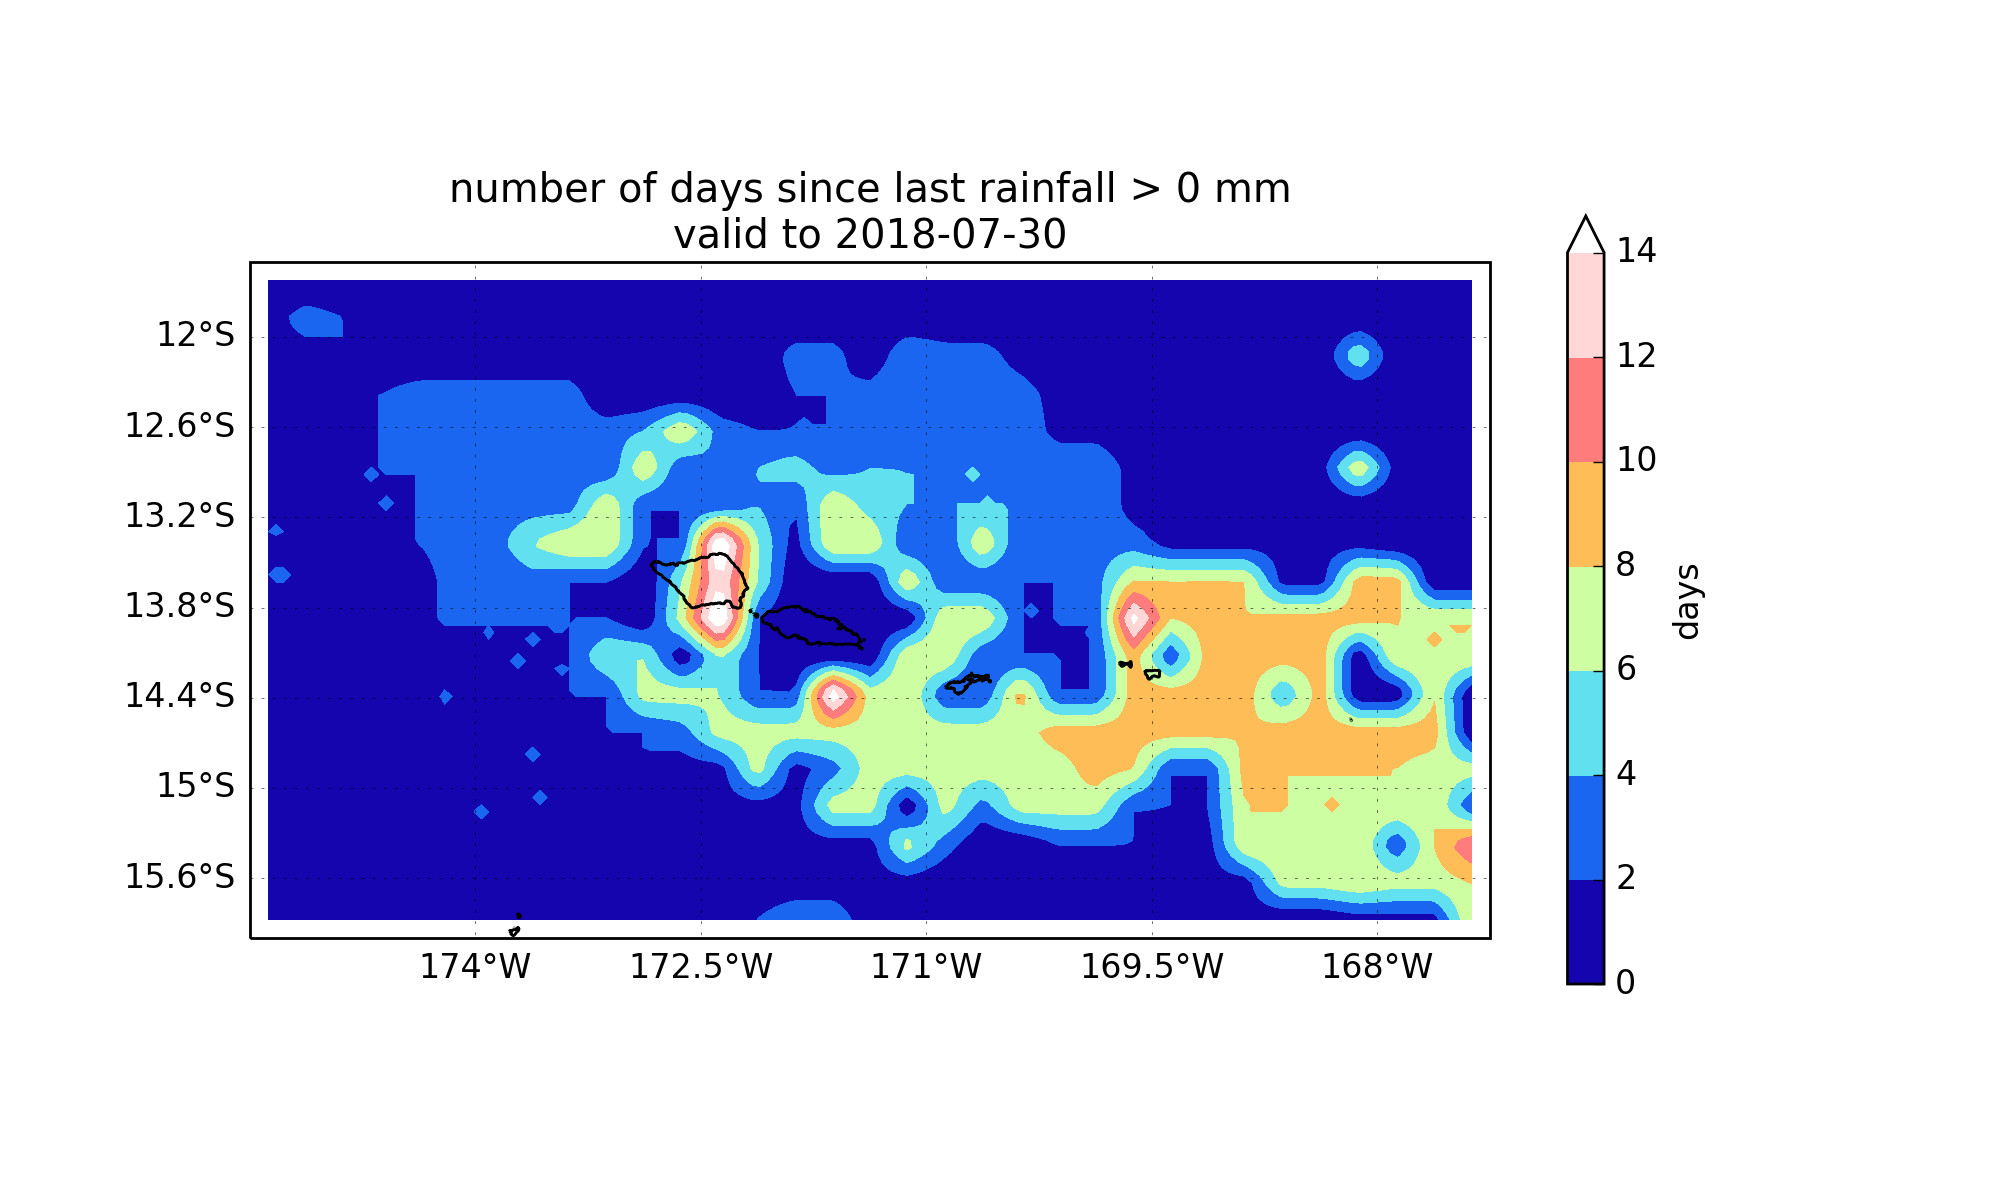 number of days since last rainfall > 0 mm
valid to 2018-07-30
12°S
12.6°S
13.2°S
13.8°S
14.4°S
15°S
15.6°S
174°W 172.5°W 171°W 169.5°W 168°W
14
12
10
8
6
4
2
0
days